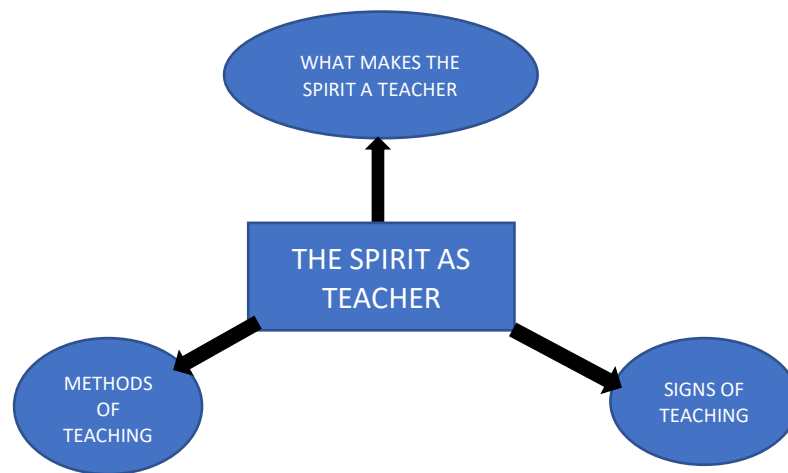 WHAT MAKES THE
SPIRIT A TEACHER
THE SPIRIT AS
TEACHER
METHODS
OF
TEACHING
SIGNS OF
TEACHING